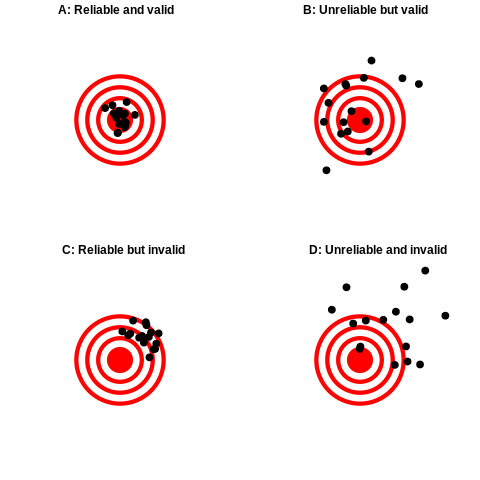 A: Reliable and valid
B: Unreliable but valid
C: Reliable but invalid
D: Unreliable and invalid